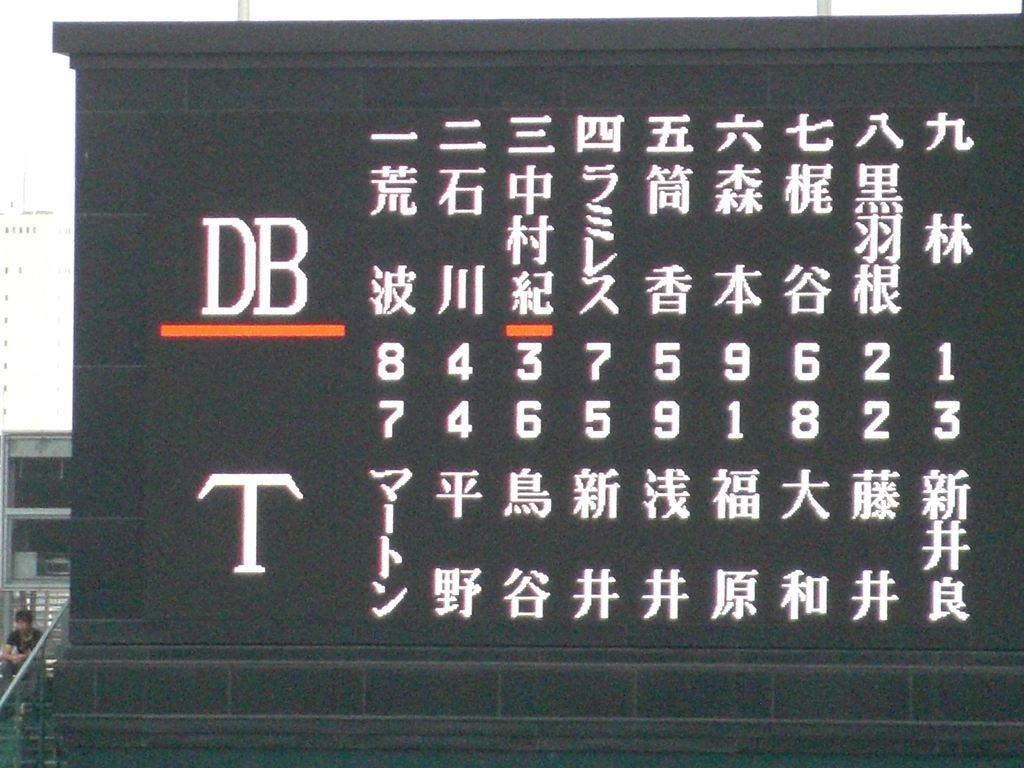 一 二 三 四 五 六 七 八 九
DB
荒波 石川 中村紀 ラミレス 筒香 森本 梶谷 黒羽根 林
8 4 3 7 5 9 6 2 1
7 4 6 5 9 1 8 2 3
T
マートン 平野 鳥谷 新井 浅井 福原 大和 藤井 新井良